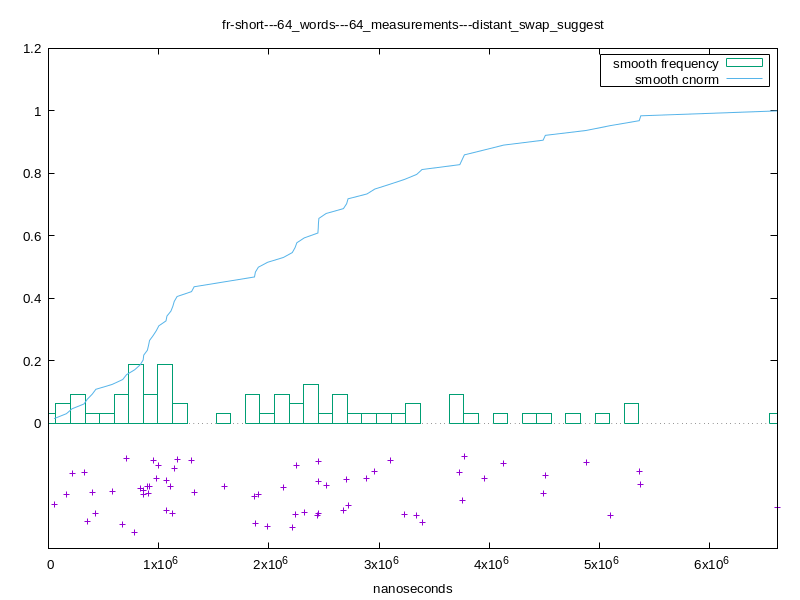 fr-short---64_words---64_measurements---distant_swap_suggest
smooth frequency
smooth cnorm
1.2
1
0.8
0.6
0.4
0.2
0
0 1x10^6 2x10^6 3x10^6 4x10^6 5x10^6 6x10^6
nanoseconds